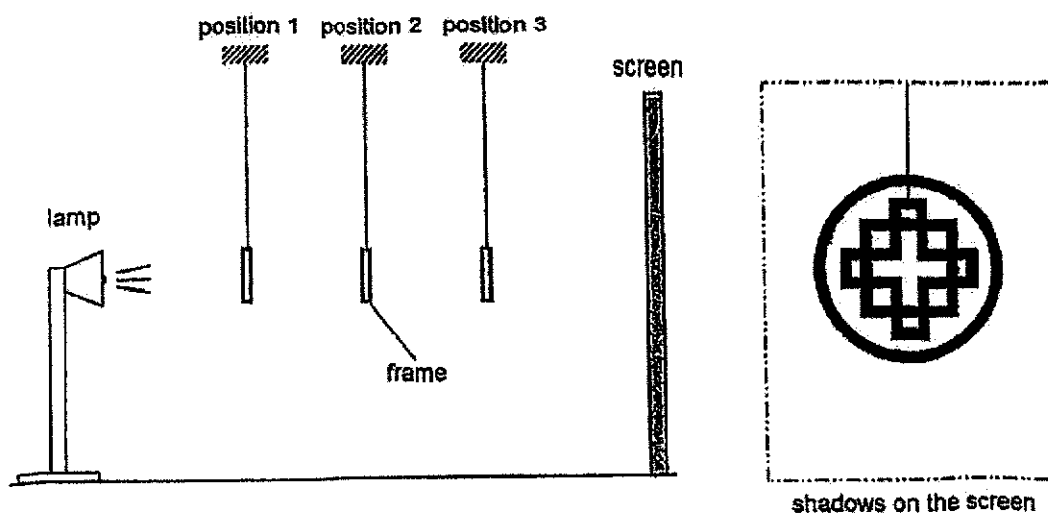 position 1 position 2 position 3
screen
lamp
frame
shadows on the screen